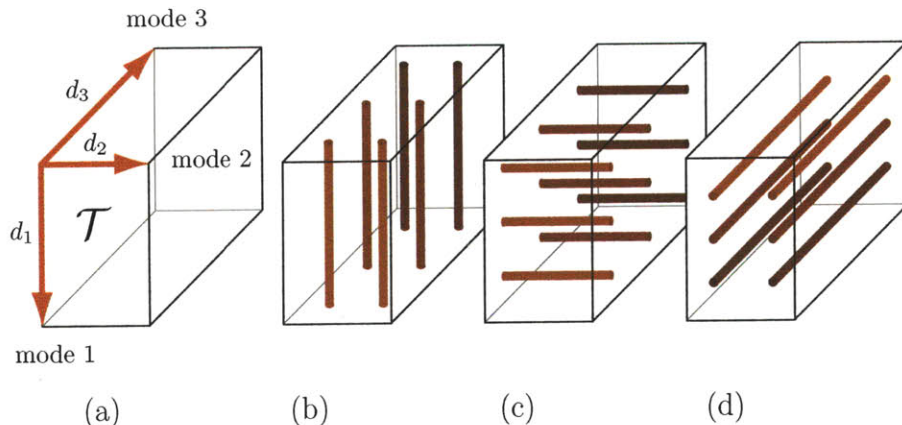 mode 3
d₃
d₂
mode 2
d₁
𝒯
mode 1
(a) (b) (c) (d)